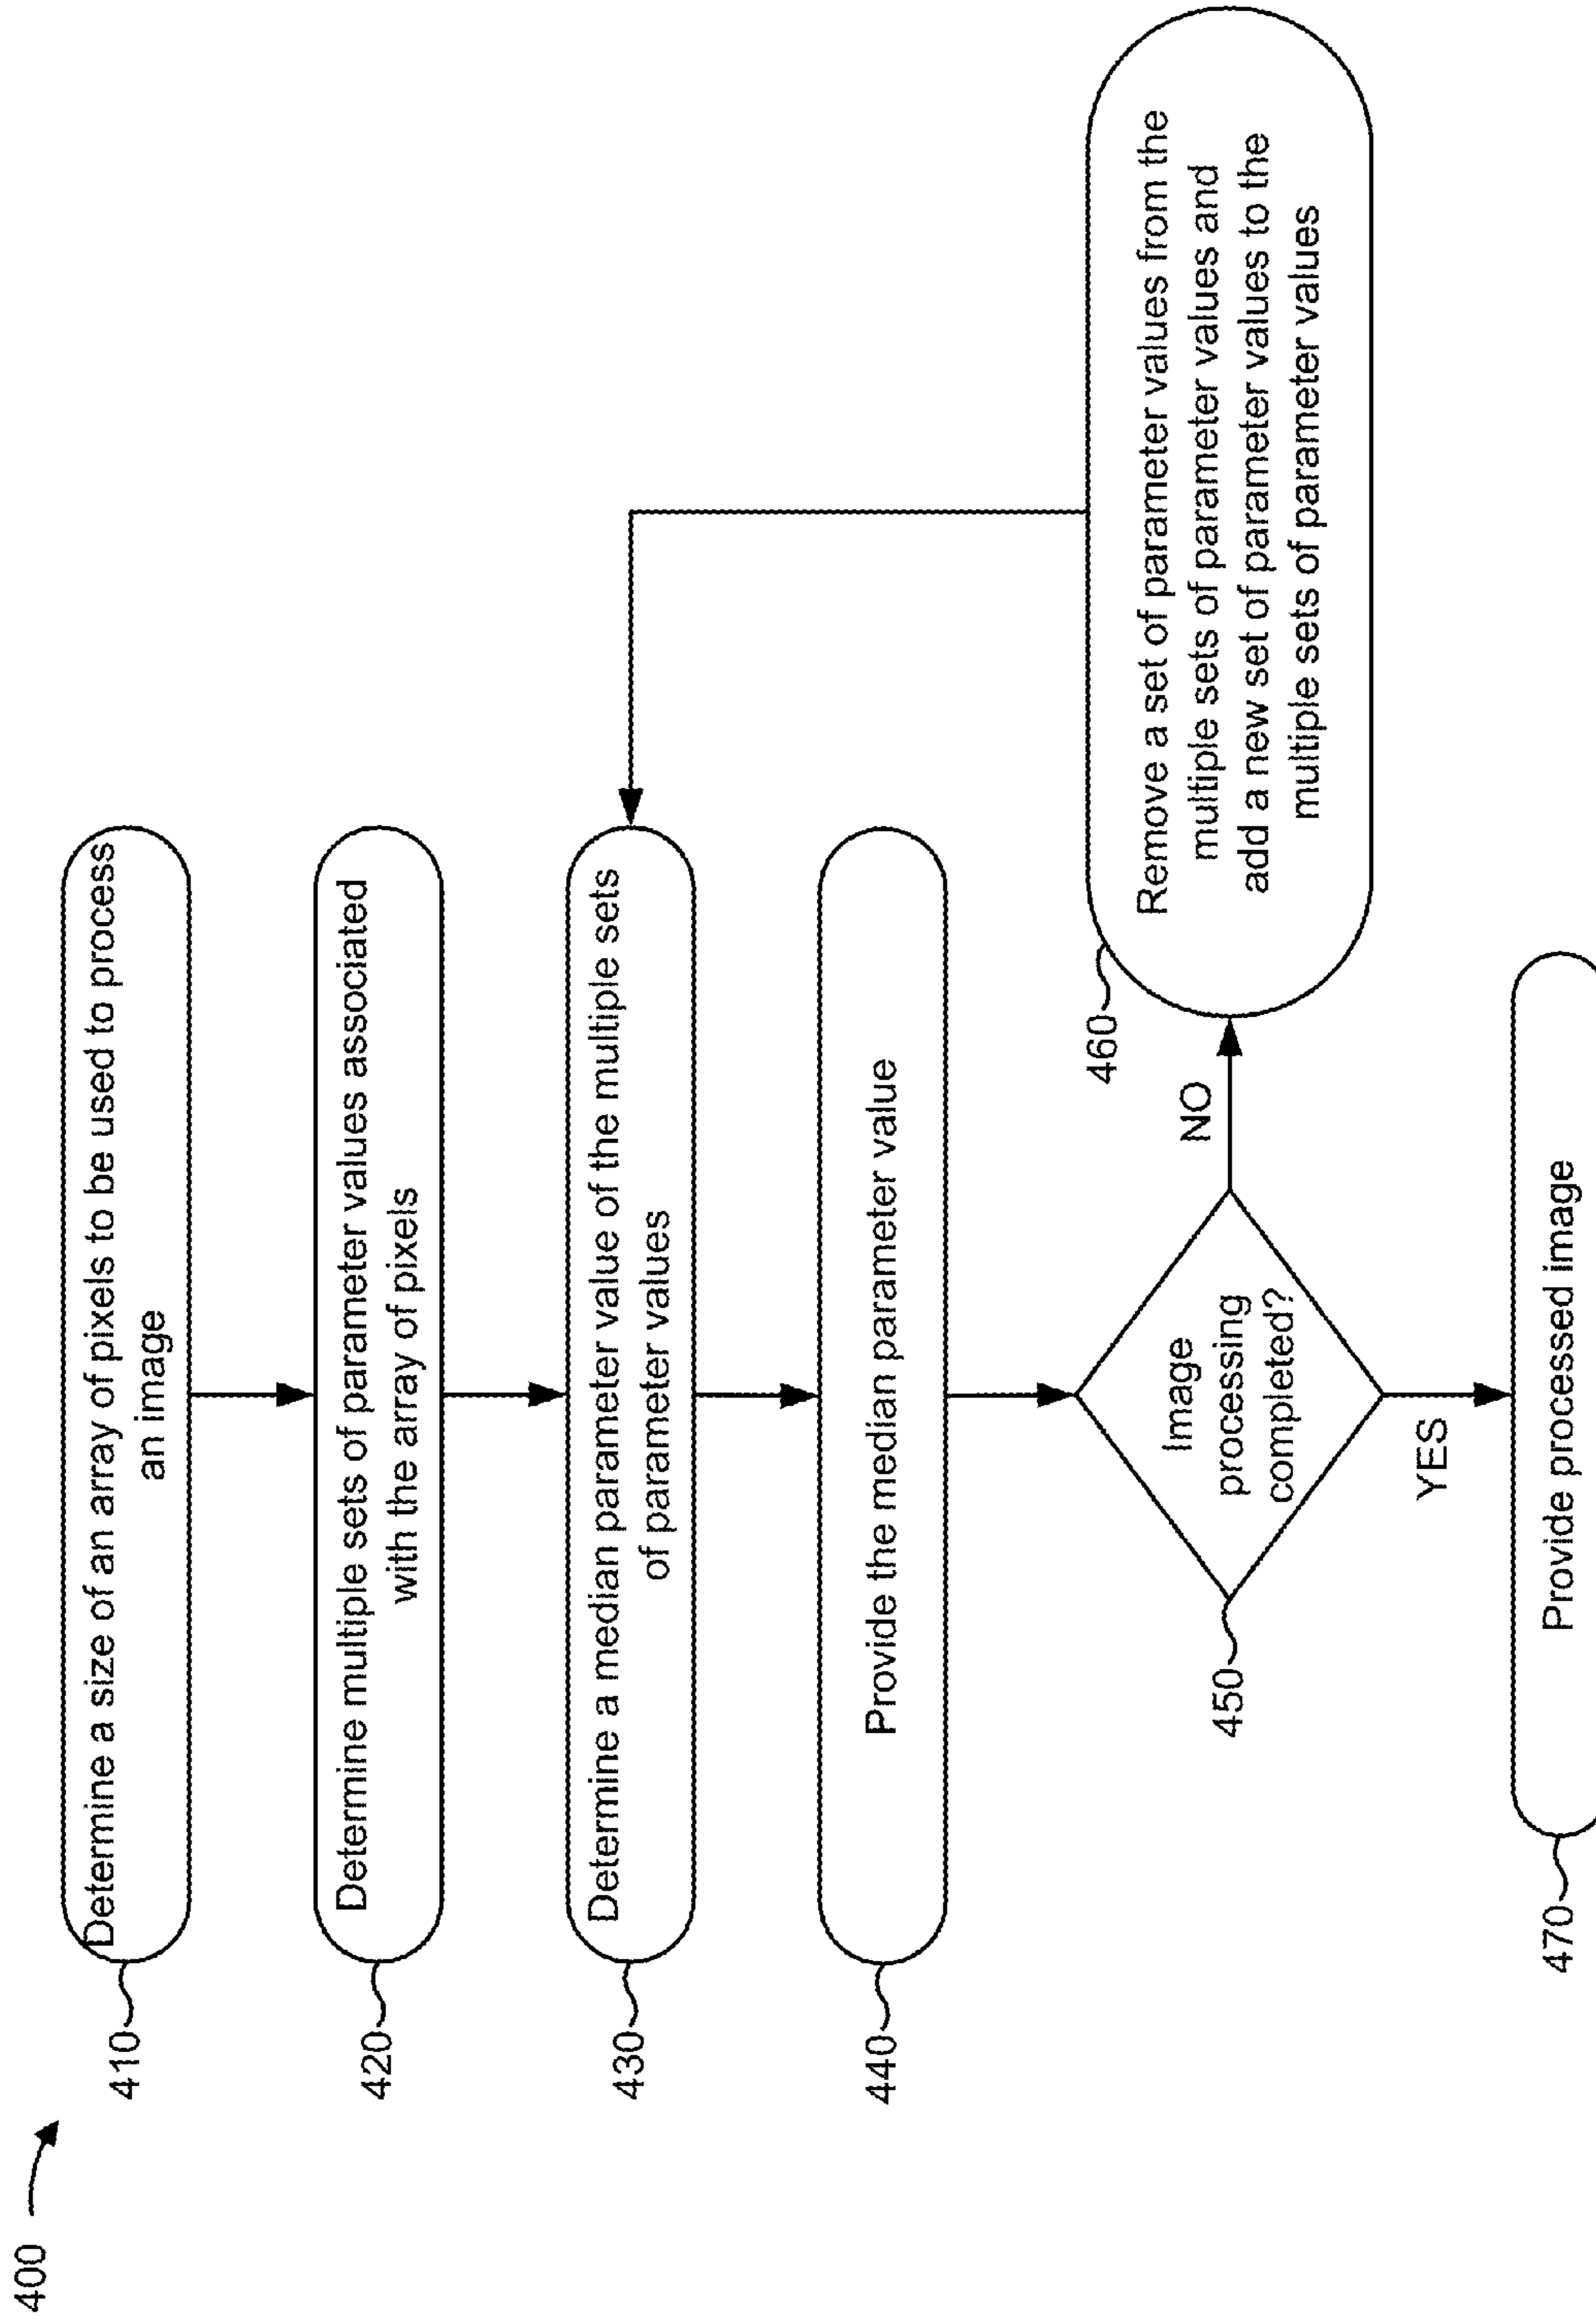 400
410
Determine a size of an array of pixels to be used to process
an image
420
Determine multiple sets of parameter values associated
with the array of pixels
430
Determine a median parameter value of the multiple sets
of parameter values
440
Provide the median parameter value
450
Image
processing
completed?
NO
460
Remove a set of parameter values from the
multiple sets of parameter values and
add a new set of parameter values to the
multiple sets of parameter values
YES
470
Provide processed image